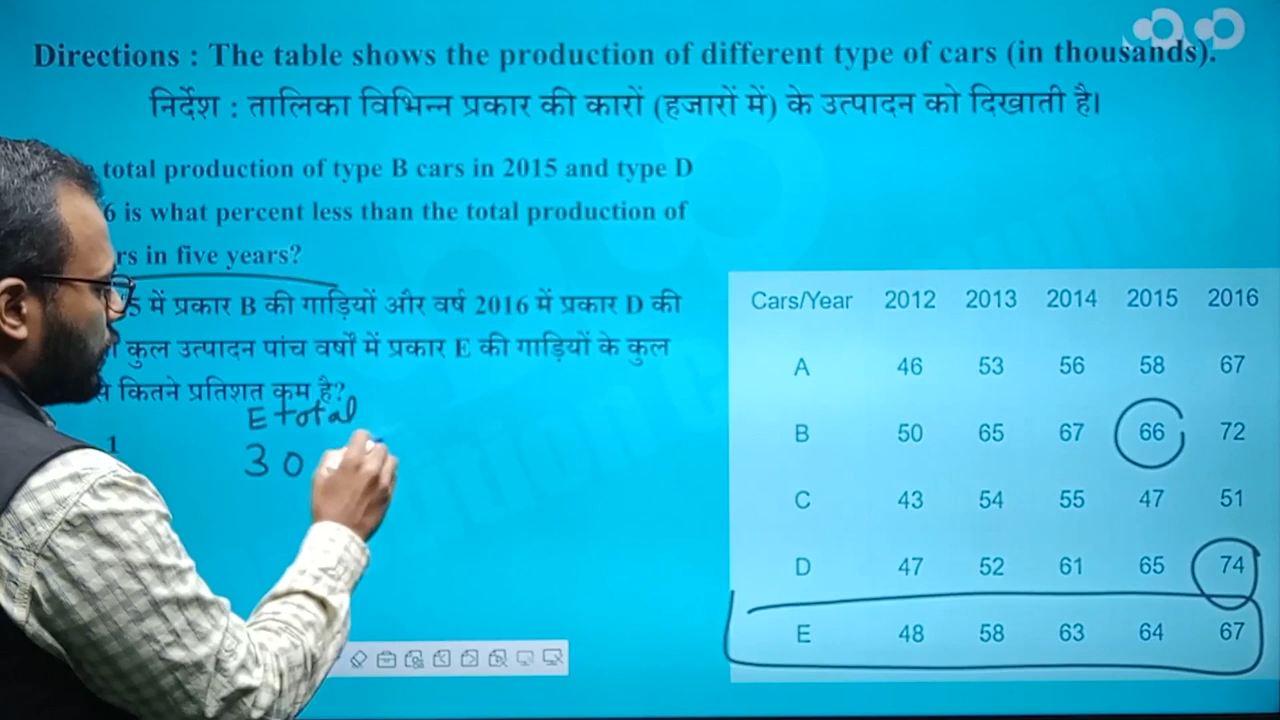 Directions : The table shows the production of different type of cars (in thousands).
निर्देश : तालिका विभिन्न प्रकार की कारों (हजारों में) के उत्पादन को दिखाती है।
total production of type B cars in 2015 and type D
6 is what percent less than the total production of
rs in five years?
5 में प्रकार B की गाड़ियों और वर्ष 2016 में प्रकार D की
कुल उत्पादन पांच वर्षों में प्रकार E की गाड़ियों के कुल
कितने प्रतिशत कम है?
E total
1
30
Cars/Year 2012 2013 2014 2015 2016
A 46 53 56 58 67
B 50 65 67 66 72
C 43 54 55 47 51
D 47 52 61 65 74
E 48 58 63 64 67